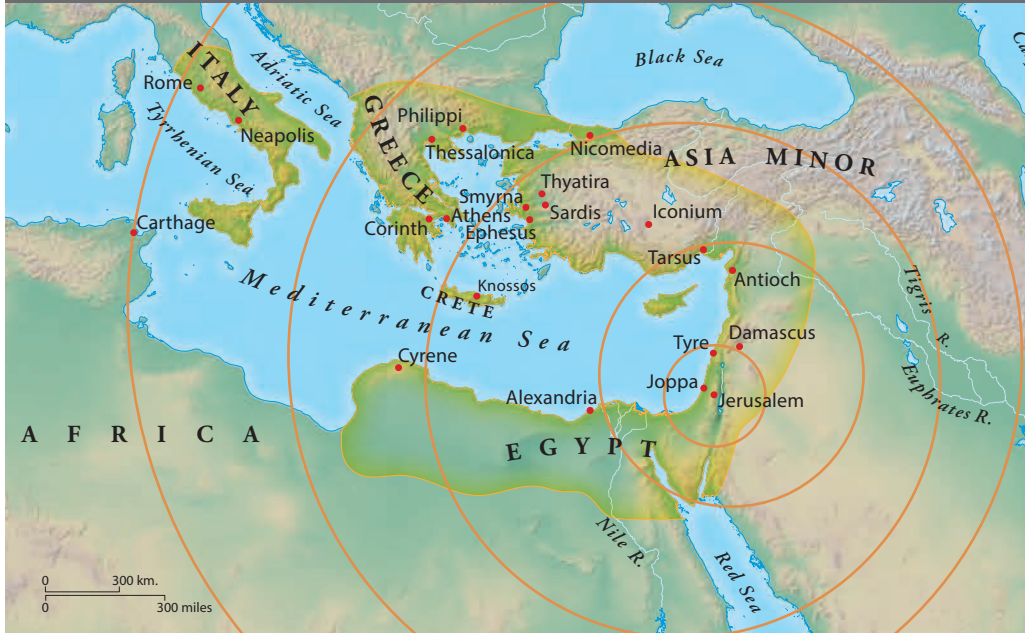 ITALY
Rome
Neapolis
Adriatic Sea
Tyrrhenian Sea
Carthage
GREECE
Philippi
Thessalonica
Corinth
Athens
Smyrna
Ephesus
Thyatira
Sardis
Black Sea
Nicomedia
ASIA MINOR
Iconium
Tarsus
Antioch
Tigris
R.
Euphrates R.
Knossos
CRETE
Mediterranean Sea
Cyrene
Alexandria
Tyre
Damascus
Joppa
Jerusalem
AFRICA
EGYPT
Nile R.
Red Sea
0 300 km.
0 300 miles